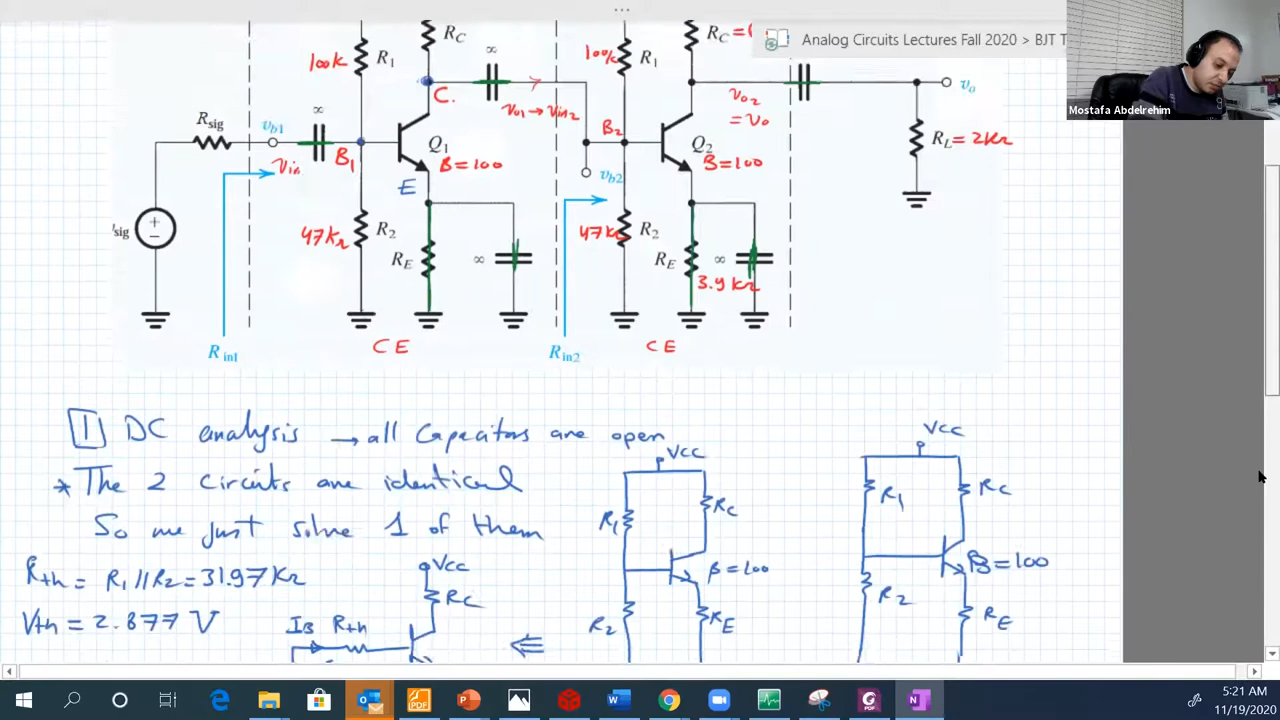 Analog Circuits Lectures Fall 2020 > BJT T
Mostafa Abdelrehim
RC
∞
100k
R1
C.
Vo1 → Vin2
100k
R1
RC =
vo2
= vo
vo
RL = 2kΩ
Rsig
vb1
∞
Vin
B1
Q1
β = 100
E
B2
vb2
Q2
β = 100
sig
47kΩ
R2
RE
∞
47kΩ
R2
RE
∞
3.9 kΩ
Rin1
CE
Rin2
CE
1 DC analysis → all Capacitors are open
* The 2 circuits are identical
So we just solve 1 of them
Rth = R1 // R2 = 31.97 kΩ
Vth = 2.877 V
VCC
RC
IB Rth
VCC
R1
RC
β = 100
R2
RE
VCC
R1
RC
β = 100
R2
RE
5:21 AM
11/19/2020